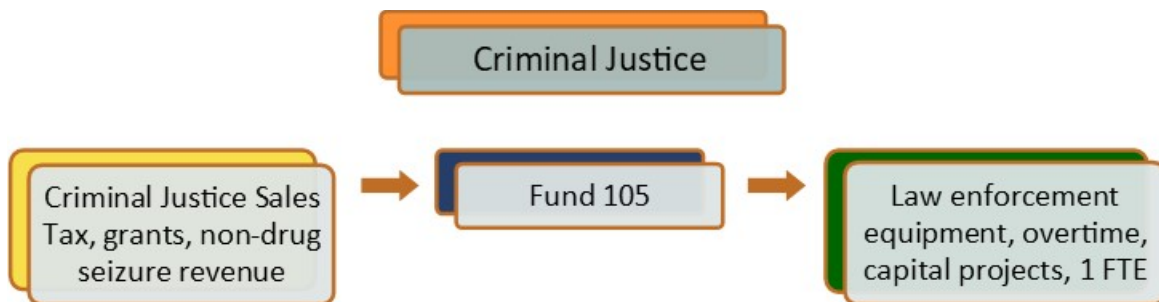 Criminal Justice
Criminal Justice Sales
Tax, grants, non-drug
seizure revenue
Fund 105
Law enforcement
equipment, overtime,
capital projects, 1 FTE